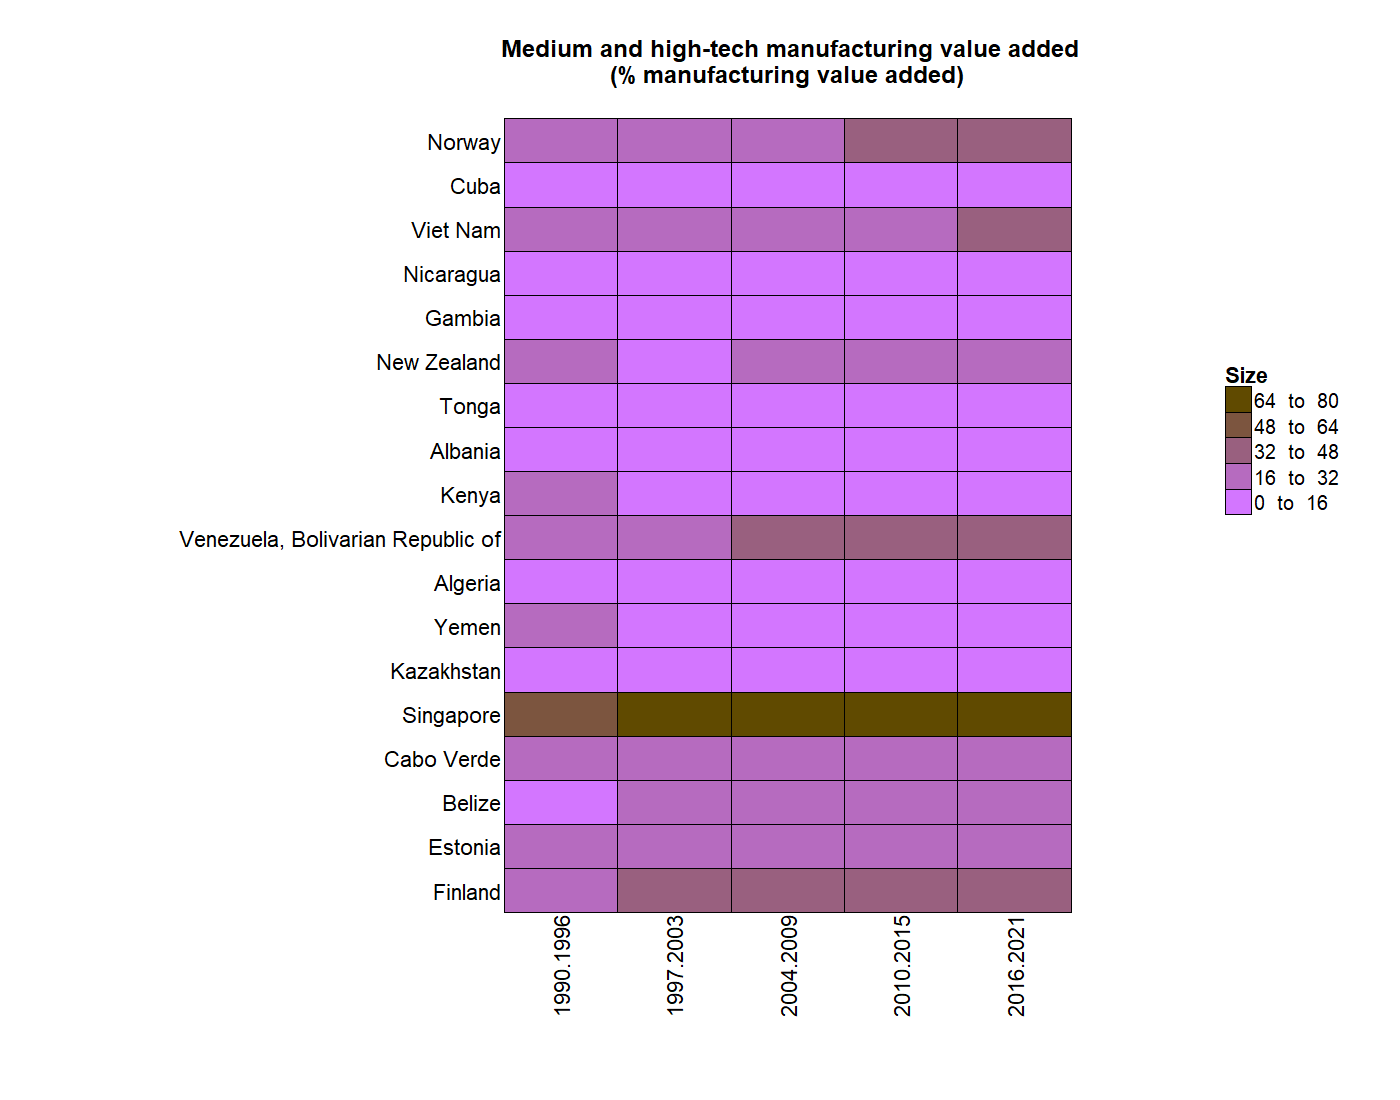 Medium and high-tech manufacturing value added
(% manufacturing value added)
Norway
Cuba
Viet Nam
Nicaragua
Gambia
New Zealand
Tonga
Albania
Kenya
Venezuela, Bolivarian Republic of
Algeria
Yemen
Kazakhstan
Singapore
Cabo Verde
Belize
Estonia
Finland
1990.1996
1997.2003
2004.2009
2010.2015
2016.2021
Size
64 to 80
48 to 64
32 to 48
16 to 32
0 to 16